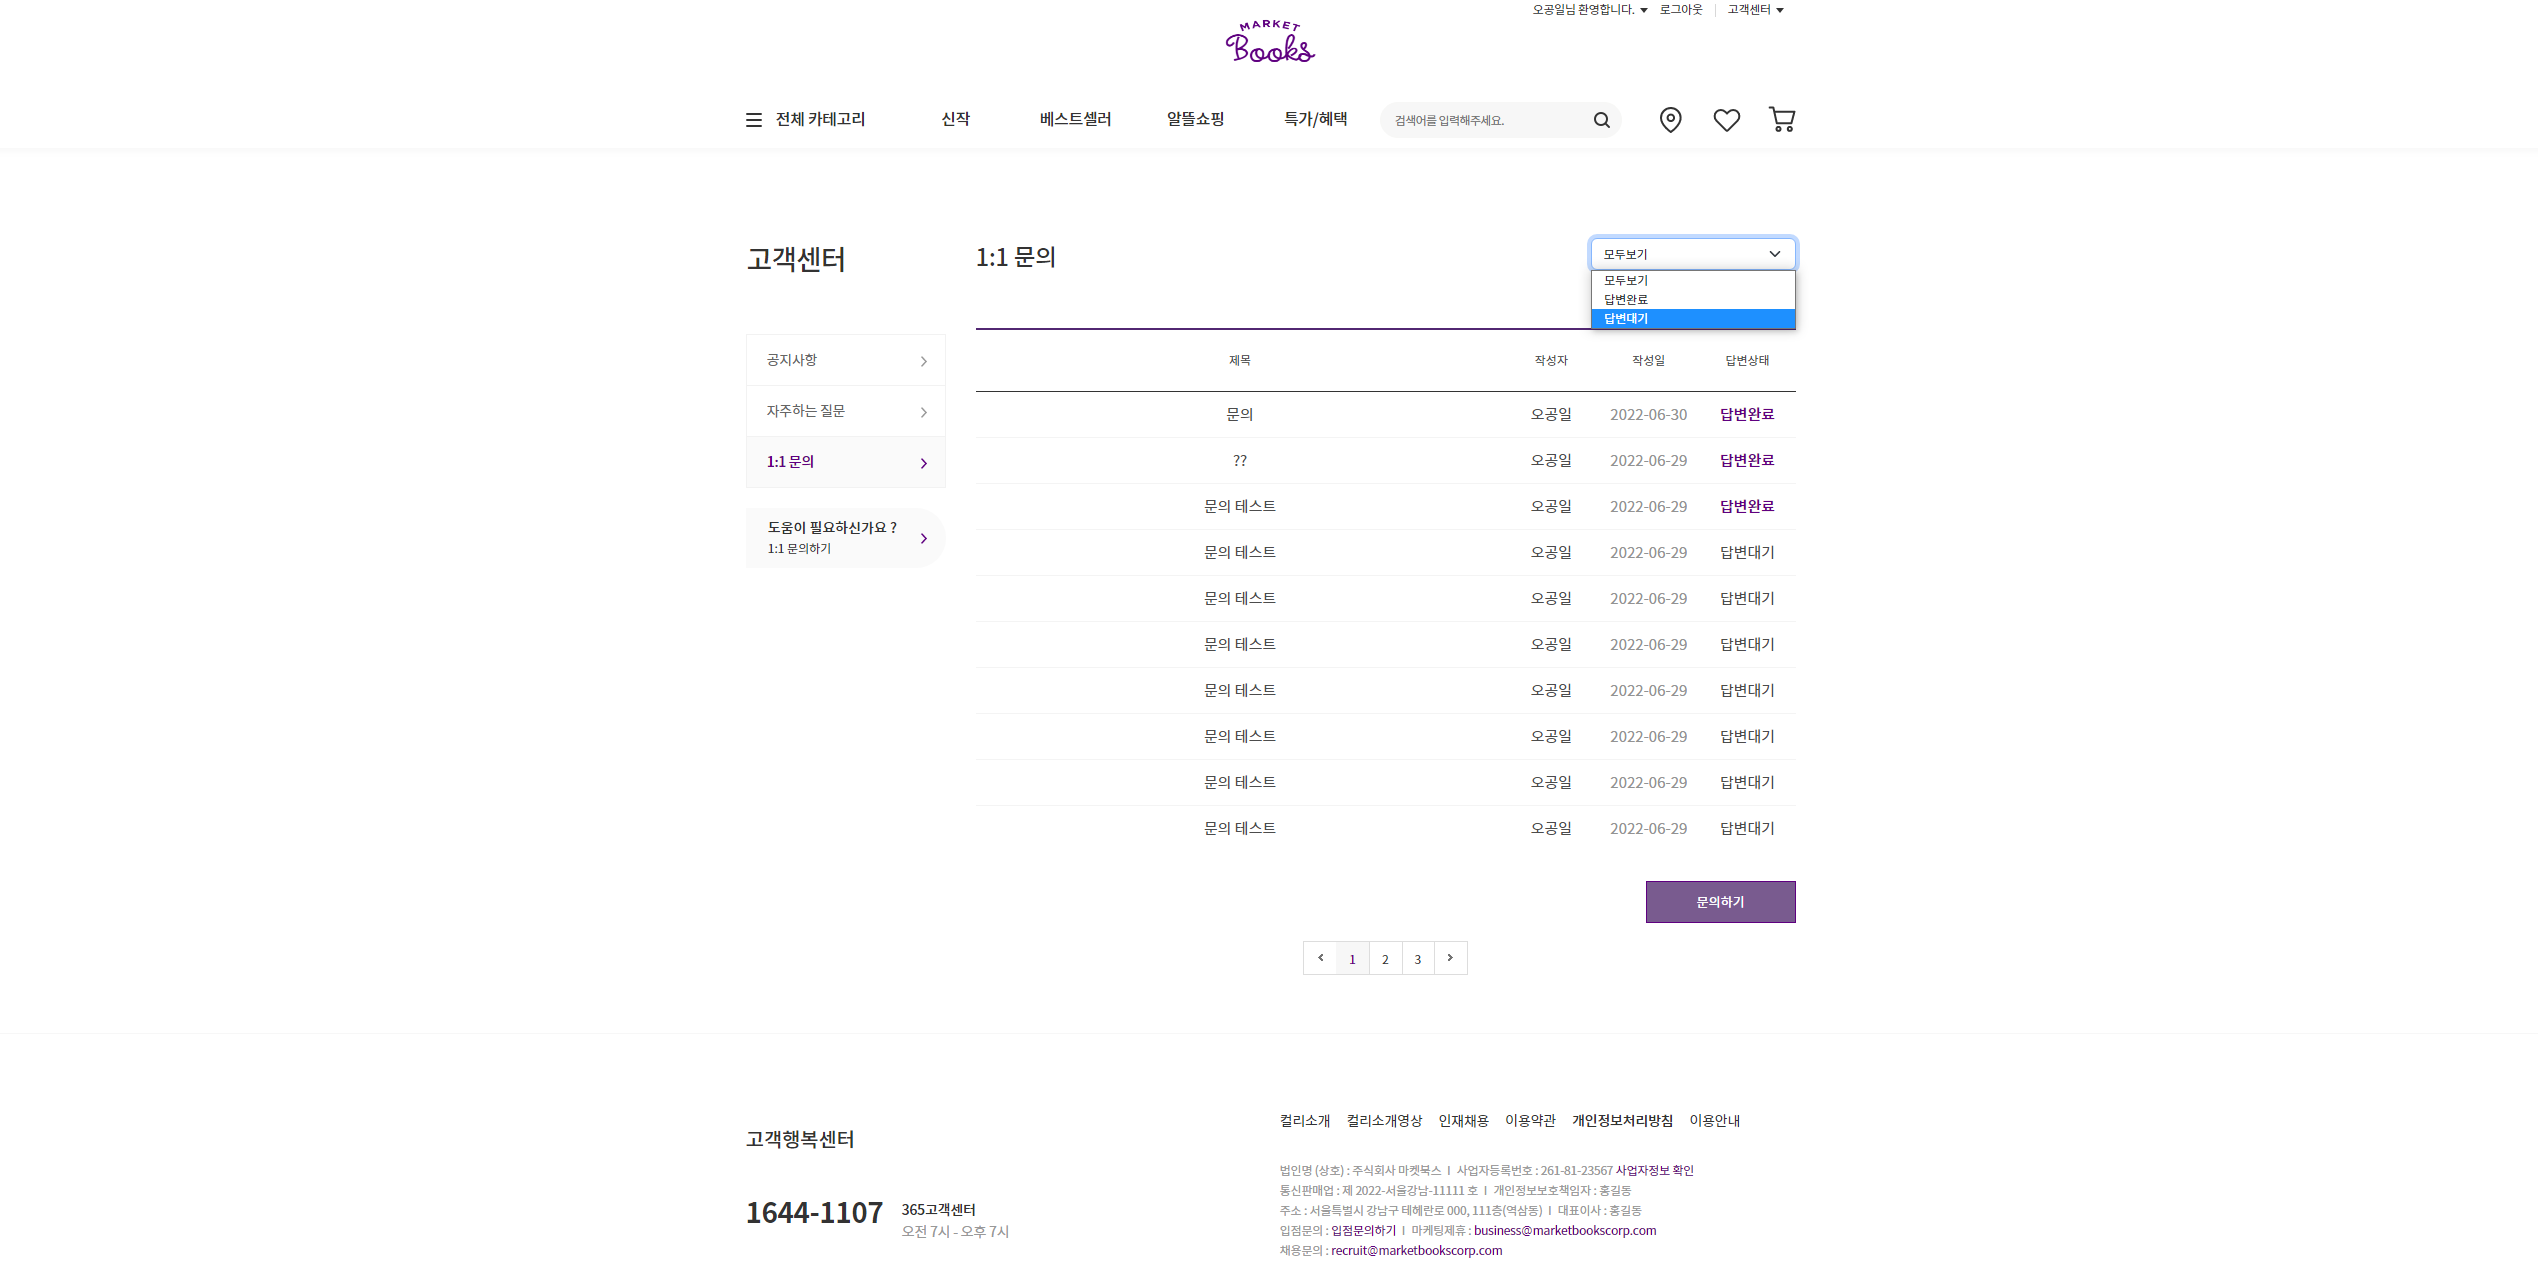 오공일님 환영합니다. 로그아웃 고객센터
MARKET
Books
전체 카테고리 신작 베스트셀러 알뜰쇼핑 특가/혜택 검색어를 입력해주세요.
고객센터
1:1 문의
모두보기
모두보기
답변완료
답변대기
공지사항
자주하는 질문
1:1 문의
도움이 필요하신가요 ?
1:1 문의하기
제목 작성자 작성일 답변상태
문의 오공일 2022-06-30 답변완료
?? 오공일 2022-06-29 답변완료
문의 테스트 오공일 2022-06-29 답변완료
문의 테스트 오공일 2022-06-29 답변대기
문의 테스트 오공일 2022-06-29 답변대기
문의 테스트 오공일 2022-06-29 답변대기
문의 테스트 오공일 2022-06-29 답변대기
문의 테스트 오공일 2022-06-29 답변대기
문의 테스트 오공일 2022-06-29 답변대기
문의 테스트 오공일 2022-06-29 답변대기
문의하기
1 2 3
고객행복센터
1644-1107 365고객센터
오전 7시 - 오후 7시
컬리소개 컬리소개영상 인재채용 이용약관 개인정보처리방침 이용안내
법인명 (상호) : 주식회사 마켓북스 I 사업자등록번호 : 261-81-23567 사업자정보 확인
통신판매업 : 제 2022-서울강남-11111 호 I 개인정보보호책임자 : 홍길동
주소 : 서울특별시 강남구 테헤란로 000, 111층(역삼동) I 대표이사 : 홍길동
입점문의 : 입점문의하기 I 마케팅제휴 : business@marketbookscorp.com
채용문의 : recruit@marketbookscorp.com